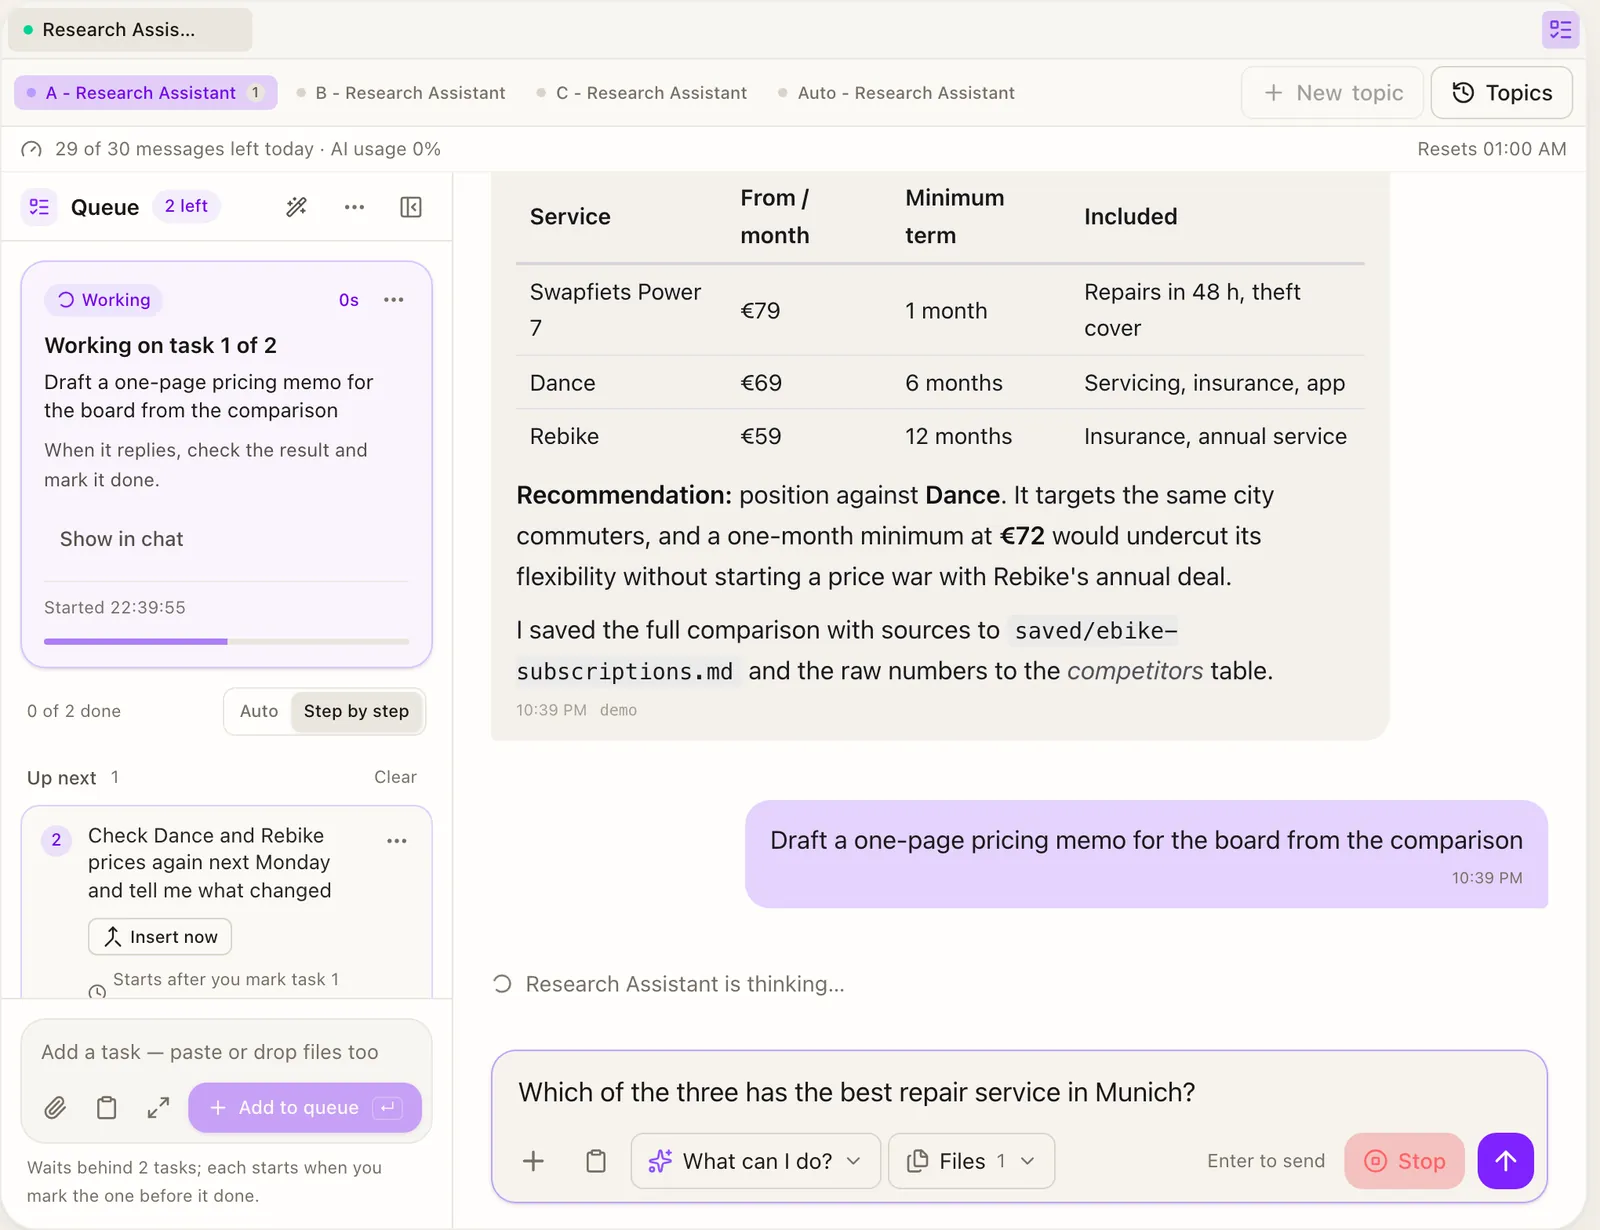 Research Assis...
A - Research Assistant 1
B - Research Assistant
C - Research Assistant
Auto - Research Assistant
New topic
Topics
29 of 30 messages left today · AI usage 0%
Resets 01:00 AM
Queue
2 left
Working
0s
Working on task 1 of 2
Draft a one-page pricing memo for
the board from the comparison
When it replies, check the result and
mark it done.
Show in chat
Started 22:39:55
0 of 2 done
Auto
Step by step
Up next 1
Clear
2
Check Dance and Rebike
prices again next Monday
and tell me what changed
Insert now
Starts after you mark task 1
Add a task — paste or drop files too
Add to queue
Waits behind 2 tasks; each starts when you
mark the one before it done.
Service
From /
month
Minimum
term
Included
Swapfiets Power
7
€79
1 month
Repairs in 48 h, theft
cover
Dance
€69
6 months
Servicing, insurance, app
Rebike
€59
12 months
Insurance, annual service
Recommendation: position against Dance. It targets the same city
commuters, and a one-month minimum at €72 would undercut its
flexibility without starting a price war with Rebike's annual deal.
I saved the full comparison with sources to saved/ebike-
subscriptions.md and the raw numbers to the competitors table.
10:39 PM demo
Draft a one-page pricing memo for the board from the comparison
10:39 PM
Research Assistant is thinking...
Which of the three has the best repair service in Munich?
What can I do?
Files 1
Enter to send
Stop